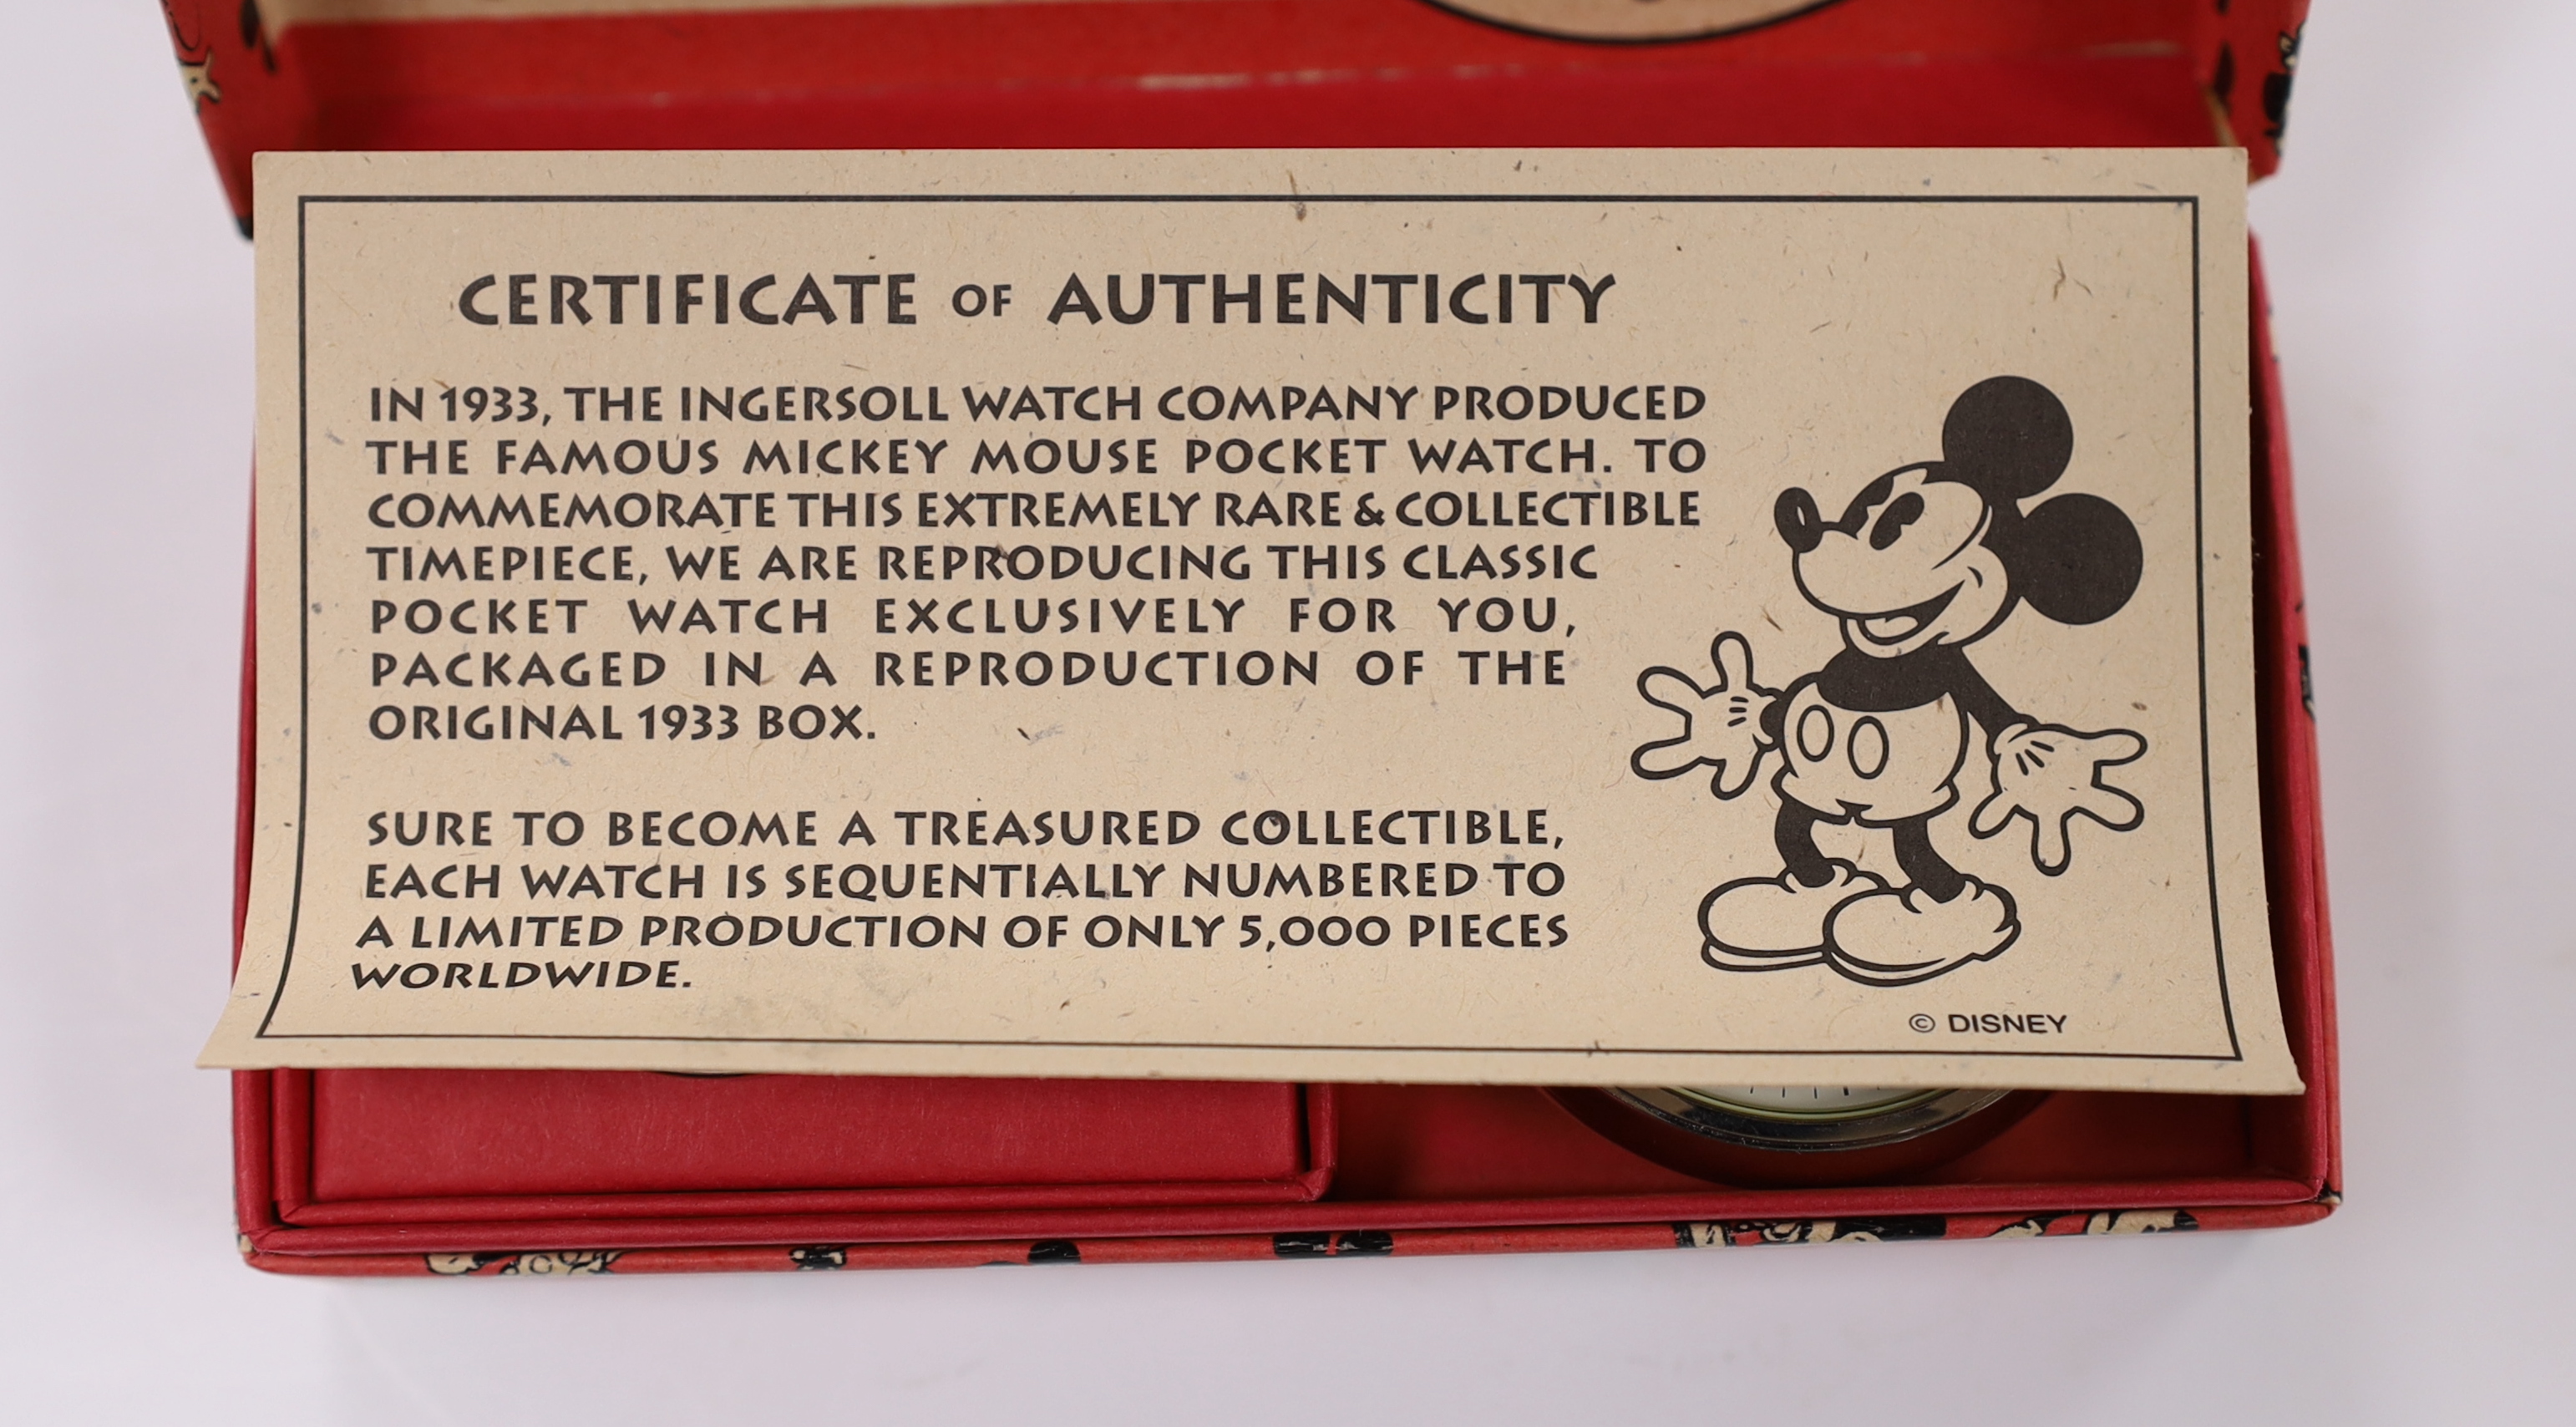 CERTIFICATE OF AUTHENTICITY
IN 1933, THE INGERSOLL WATCH COMPANY PRODUCED
THE FAMOUS MICKEY MOUSE POCKET WATCH. TO
COMMEMORATE THIS EXTREMELY RARE & COLLECTIBLE
TIMEPIECE, WE ARE REPRODUCING THIS CLASSIC
POCKET WATCH EXCLUSIVELY FOR YOU,
PACKAGED IN A REPRODUCTION OF THE
ORIGINAL 1933 BOX.
SURE TO BECOME A TREASURED COLLECTIBLE,
EACH WATCH IS SEQUENTIALLY NUMBERED TO
A LIMITED PRODUCTION OF ONLY 5,000 PIECES
WORLDWIDE.
© DISNEY